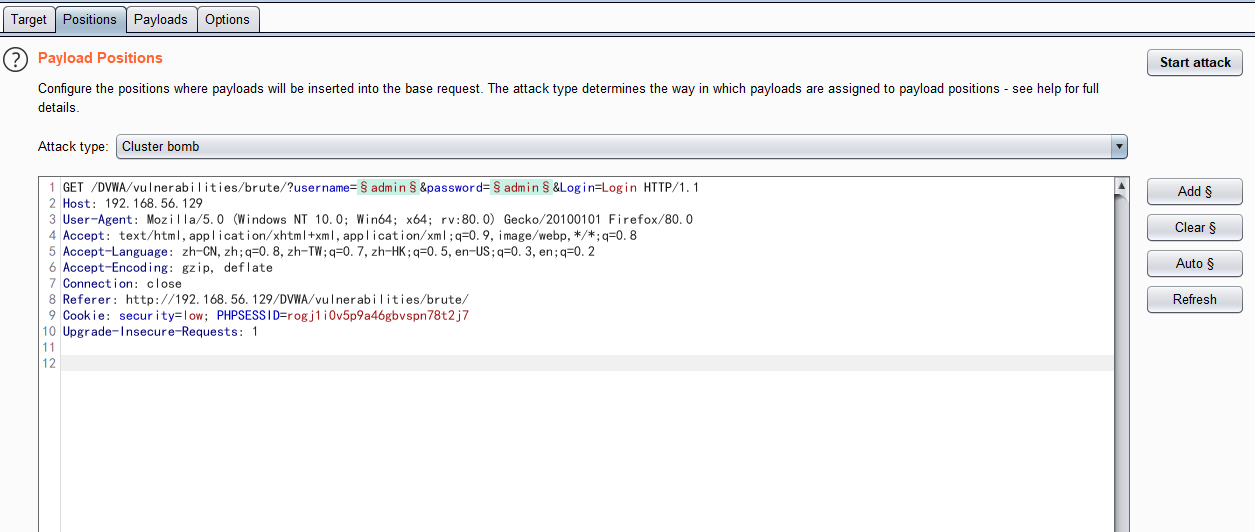 Target Positions Payloads Options
? Payload Positions
Start attack
Configure the positions where payloads will be inserted into the base request. The attack type determines the way in which payloads are assigned to payload positions - see help for full
details.
Attack type: Cluster bomb
1 GET /DVWA/vulnerabilities/brute/?username=§admin§&password=§admin§&Login=Login HTTP/1.1
2 Host: 192.168.56.129
3 User-Agent: Mozilla/5.0 (Windows NT 10.0; Win64; x64; rv:80.0) Gecko/20100101 Firefox/80.0
4 Accept: text/html,application/xhtml+xml,application/xml;q=0.9,image/webp,*/*;q=0.8
5 Accept-Language: zh-CN,zh;q=0.8,zh-TW;q=0.7,zh-HK;q=0.5,en-US;q=0.3,en;q=0.2
6 Accept-Encoding: gzip, deflate
7 Connection: close
8 Referer: http://192.168.56.129/DVWA/vulnerabilities/brute/
9 Cookie: security=low; PHPSESSID=rogj1i0v5p9a46gbvspn78t2j7
10 Upgrade-Insecure-Requests: 1
11
12
Add §
Clear §
Auto §
Refresh